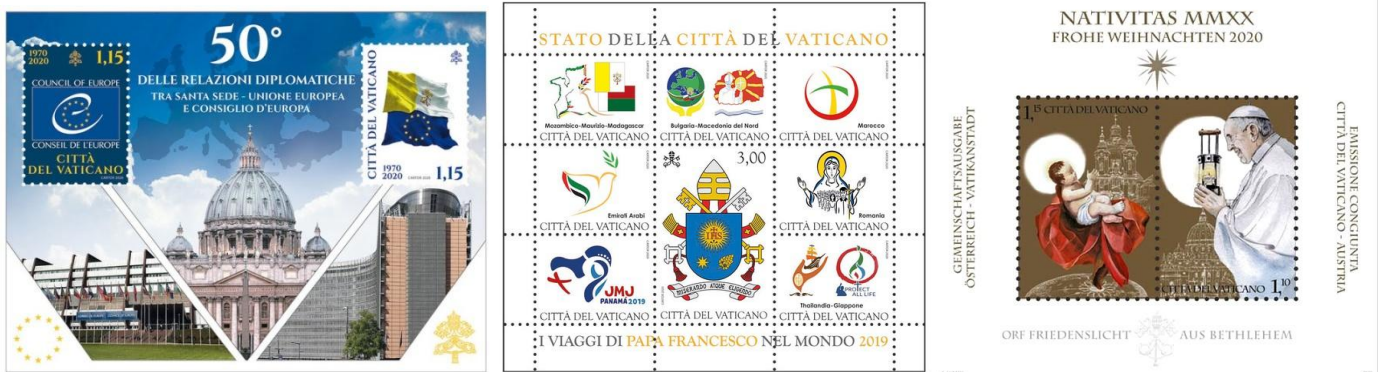 50°
DELLE RELAZIONI DIPLOMATICHE
TRA SANTA SEDE - UNIONE EUROPEA
E CONSIGLIO D'EUROPA
1970
2020
1,15
COUNCIL OF EUROPE
CONSEIL DE L'EUROPE
CITTÀ
DEL VATICANO
CARTOR 2020
CITTÀ DEL VATICANO
1970
2020
1,15
STATO DELLA CITTÀ DEL VATICANO
Mozambico-Maurizio-Madagascar
CITTÀ DEL VATICANO
Bulgaria-Macedonia del Nord
CITTÀ DEL VATICANO
Marocco
CITTÀ DEL VATICANO
Emirati Arabi
CITTÀ DEL VATICANO
3,00
IHS
MISERANDO ATQUE ELIGENDO
CITTÀ DEL VATICANO
Romania
CITTÀ DEL VATICANO
JMJ
PANAMÁ2019
CITTÀ DEL VATICANO
PROTECT
ALL LIFE
Thailandia-Giappone
CITTÀ DEL VATICANO
I VIAGGI DI PAPA FRANCESCO NEL MONDO 2019
NATIVITAS MMXX
FROHE WEIHNACHTEN 2020
GEMEINSCHAFTSAUSGABE
ÖSTERREICH - VATIKANSTADT
1,15 CITTÀ DEL VATICANO
CITTÀ DEL VATICANO 1,10
EMISSIONE CONGIUNTA
CITTÀ DEL VATICANO - AUSTRIA
ORF FRIEDENSLICHT AUS BETHLEHEM